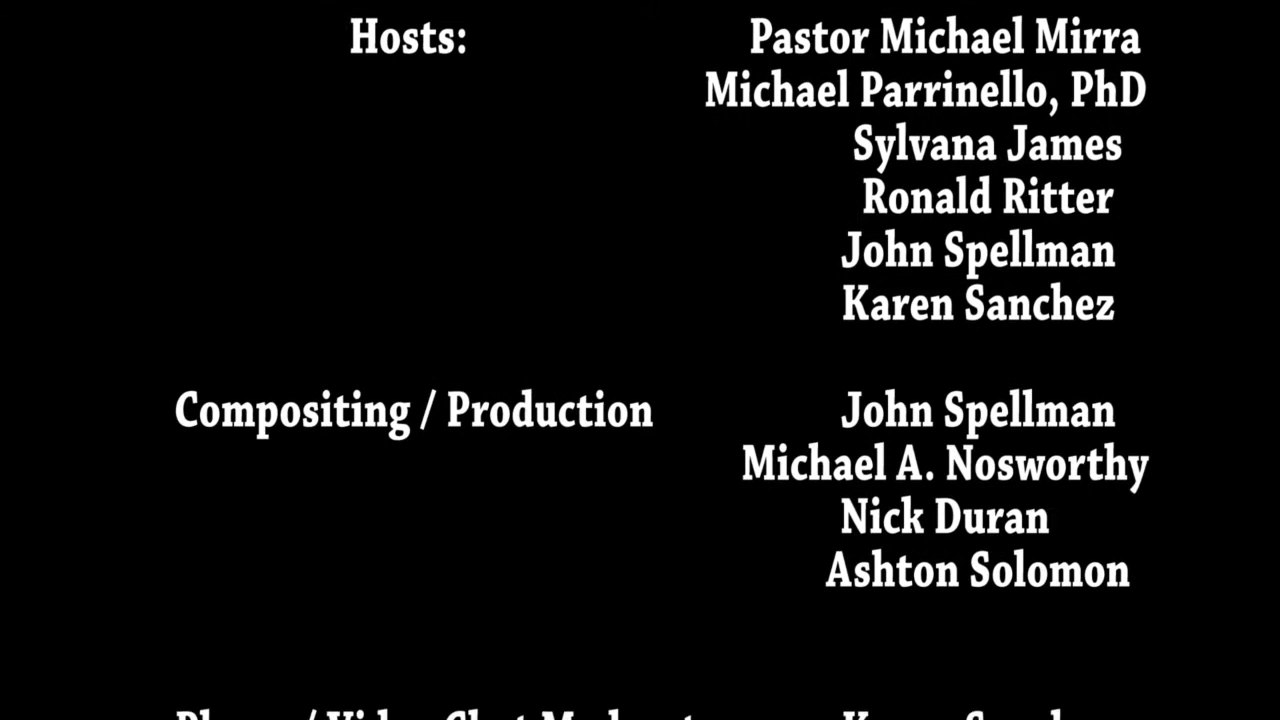 Hosts: Pastor Michael Mirra
Michael Parrinello, PhD
Sylvana James
Ronald Ritter
John Spellman
Karen Sanchez
Compositing / Production John Spellman
Michael A. Nosworthy
Nick Duran
Ashton Solomon